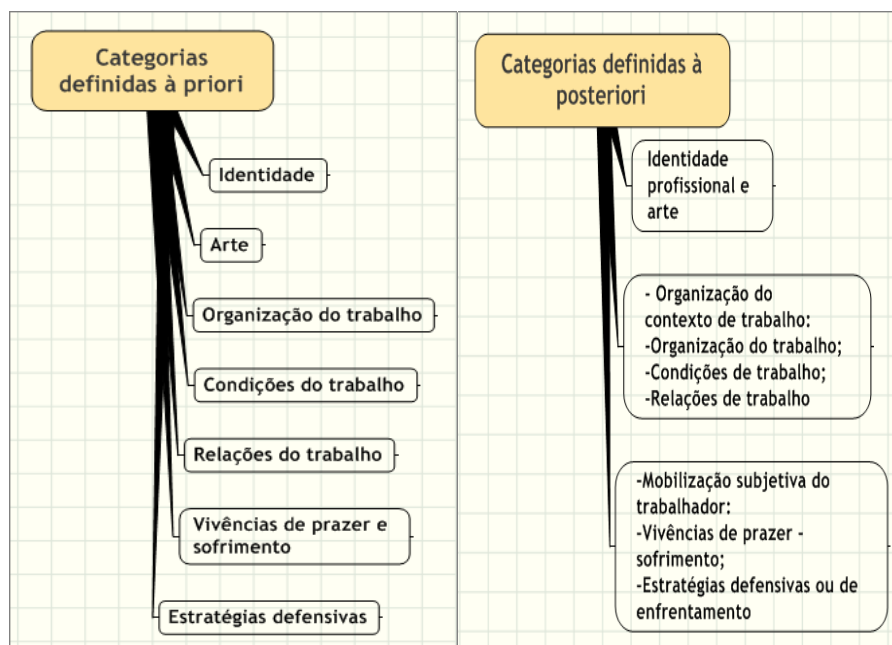 Categorias
definidas à priori
Identidade
Arte
Organização do trabalho
Condições do trabalho
Relações do trabalho
Vivências de prazer e
sofrimento
Estratégias defensivas
Categorias definidas à
posteriori
Identidade
profissional e
arte
- Organização do
contexto de trabalho:
-Organização do trabalho;
-Condições de trabalho;
-Relações de trabalho
-Mobilização subjetiva do
trabalhador:
-Vivências de prazer -
sofrimento;
-Estratégias defensivas ou de
enfrentamento